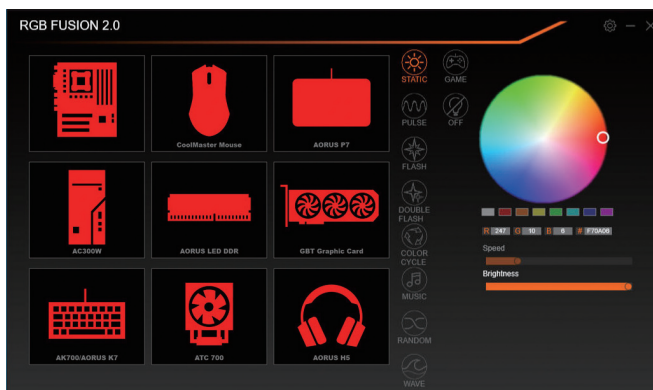 RGB FUSION 2.0
CoolMaster Mouse
AORUS P7
AC300W
AORUS LED DDR
GBT Graphic Card
AK700/AORUS K7
ATC 700
AORUS H5
STATIC
GAME
PULSE
OFF
FLASH
DOUBLE
FLASH
COLOR
CYCLE
MUSIC
RANDOM
WAVE
R 247 G 10 B 6 # F70A06
Speed
Brightness